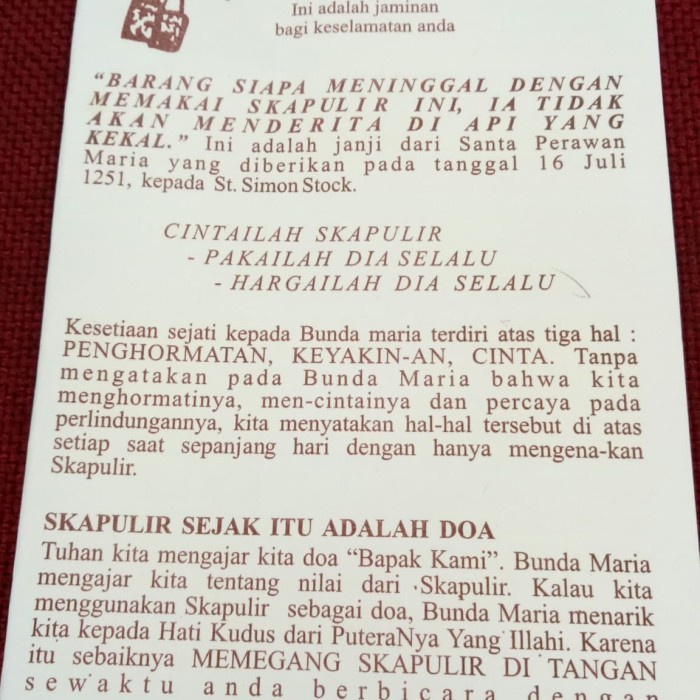 Ini adalah jaminan
bagi keselamatan anda
“BARANG SIAPA MENINGGAL DENGAN
MEMAKAI SKAPULIR INI, IA TIDAK
AKAN MENDERITA DI API YANG
KEKAL.” Ini adalah janji dari Santa Perawan
Maria yang diberikan pada tanggal 16 Juli
1251, kepada St. Simon Stock.
CINTAILAH SKAPULIR
- PAKAILAH DIA SELALU
- HARGAILAH DIA SELALU
Kesetiaan sejati kepada Bunda maria terdiri atas tiga hal :
PENGHORMATAN, KEYAKIN-AN, CINTA. Tanpa
mengatakan pada Bunda Maria bahwa kita
menghormatinya, men-cintainya dan percaya pada
perlindungannya, kita menyatakan hal-hal tersebut di atas
setiap saat sepanjang hari dengan hanya mengena-kan
Skapulir.
SKAPULIR SEJAK ITU ADALAH DOA
Tuhan kita mengajar kita doa “Bapak Kami”. Bunda Maria
mengajar kita tentang nilai dari Skapulir. Kalau kita
menggunakan Skapulir sebagai doa, Bunda Maria menarik
kita kepada Hati Kudus dari PuteraNya Yang Illahi. Karena
itu sebaiknya MEMEGANG SKAPULIR DI TANGAN
sewaktu anda berbicara dengan